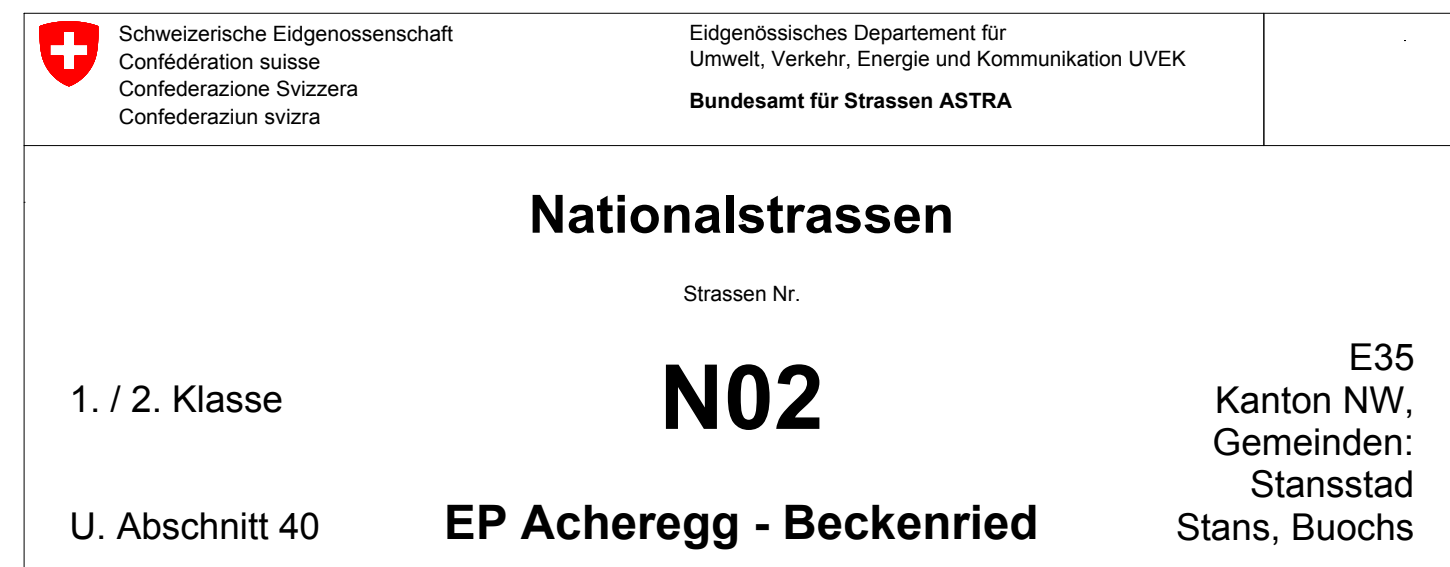 Schweizerische Eidgenossenschaft
Confédération suisse
Confederazione Svizzera
Confederaziun svizra
Eidgenössisches Departement für
Umwelt, Verkehr, Energie und Kommunikation UVEK
Bundesamt für Strassen ASTRA
Nationalstrassen
Strassen Nr.
1. / 2. Klasse
N02
E35
Kanton NW,
Gemeinden:
Stansstad
Stans, Buochs
U. Abschnitt 40
EP Acheregg - Beckenried